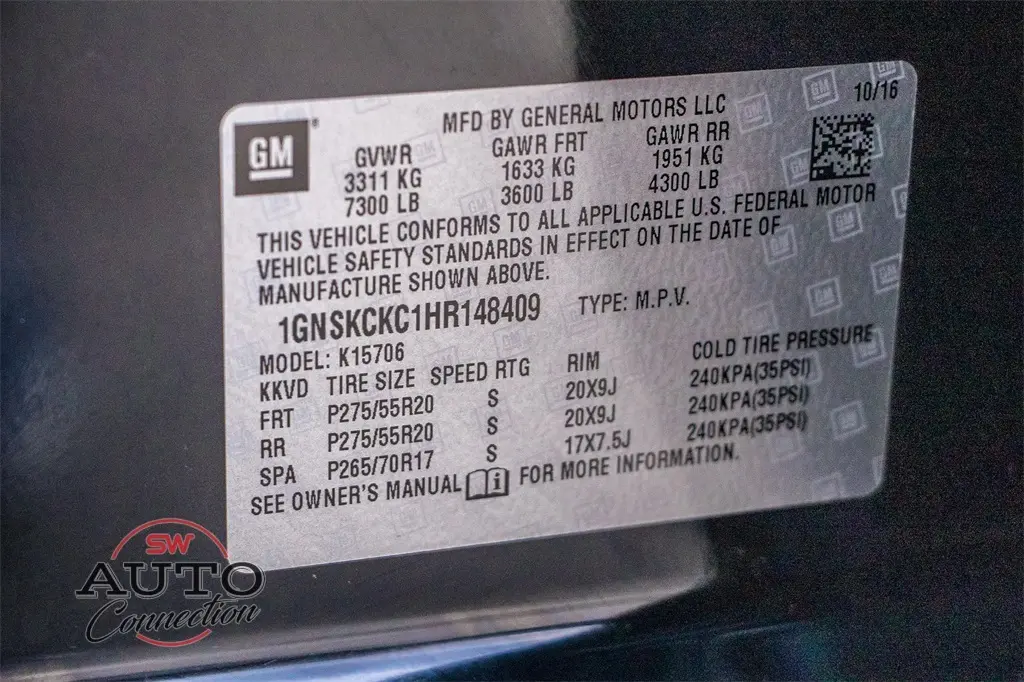 MFD BY GENERAL MOTORS LLC 10/16
GM
GVWR GAWR FRT GAWR RR
3311 KG 1633 KG 1951 KG
7300 LB 3600 LB 4300 LB
THIS VEHICLE CONFORMS TO ALL APPLICABLE U.S. FEDERAL MOTOR
VEHICLE SAFETY STANDARDS IN EFFECT ON THE DATE OF
MANUFACTURE SHOWN ABOVE.
1GNSKCKC1HR148409 TYPE: M.P.V.
MODEL: K15706
KKVD TIRE SIZE SPEED RTG RIM COLD TIRE PRESSURE
FRT P275/55R20 S 20X9J 240KPA(35PSI)
RR P275/55R20 S 20X9J 240KPA(35PSI)
SPA P265/70R17 S 17X7.5J 240KPA(35PSI)
SEE OWNER'S MANUAL i FOR MORE INFORMATION.
SW
AUTO
Connection